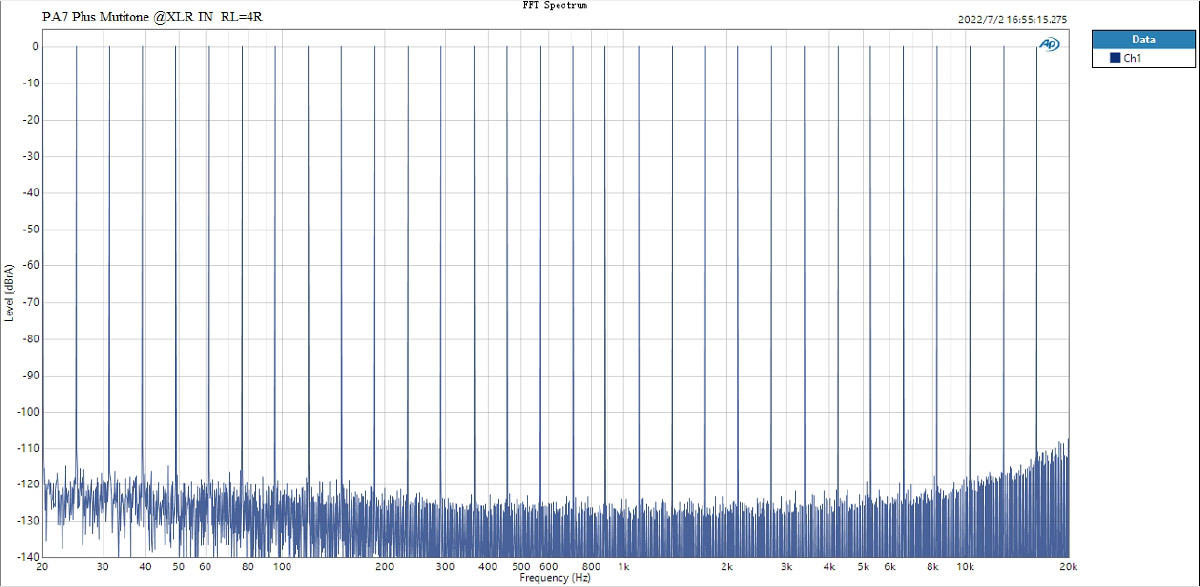 FFT Spectrum
PA7 Plus Mutitone @XLR IN RL=4R
2022/7/2 16:55:15.275
Data
Ch1
AP
Level (dBrA)
0
-10
-20
-30
-40
-50
-60
-70
-80
-90
-100
-110
-120
-130
-140
20 30 40 50 60 80 100 200 300 400 500 600 800 1k 2k 3k 4k 5k 6k 8k 10k 20k
Frequency (Hz)